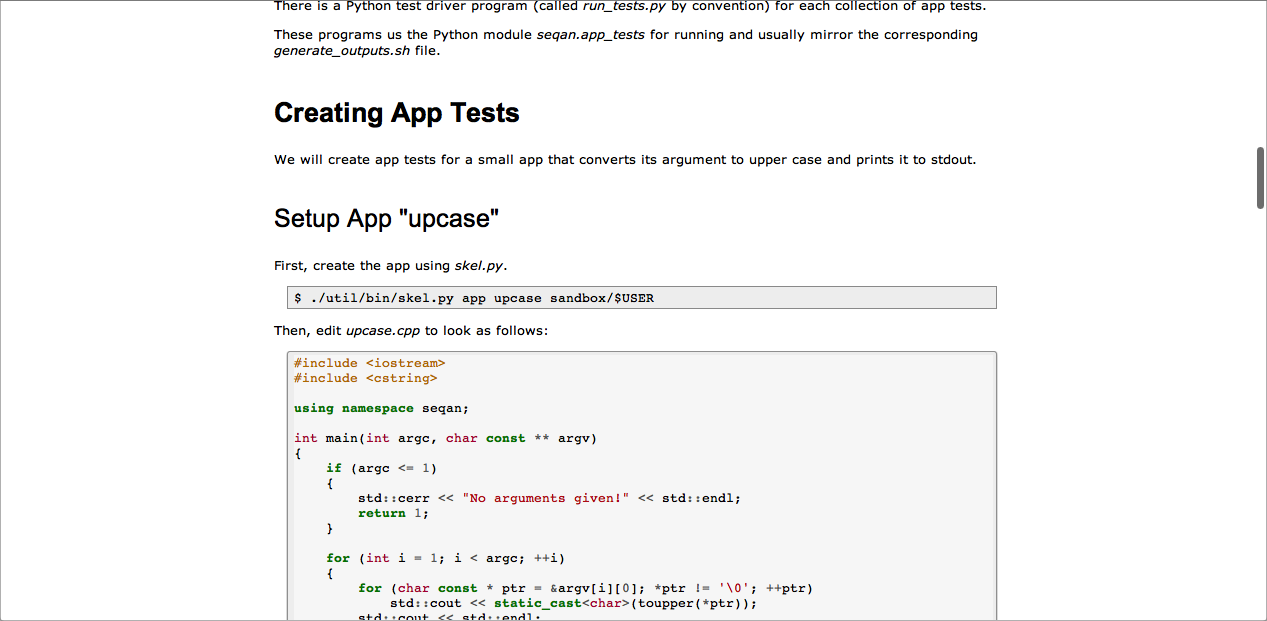 There is a Python test driver program (called run_tests.py by convention) for each collection of app tests.
These programs us the Python module seqan.app_tests for running and usually mirror the corresponding
generate_outputs.sh file.
Creating App Tests
We will create app tests for a small app that converts its argument to upper case and prints it to stdout.
Setup App "upcase"
First, create the app using skel.py.
$ ./util/bin/skel.py app upcase sandbox/$USER
Then, edit upcase.cpp to look as follows:
#include <iostream>
#include <cstring>
using namespace seqan;
int main(int argc, char const ** argv)
{
    if (argc <= 1)
    {
        std::cerr << "No arguments given!" << std::endl;
        return 1;
    }
    for (int i = 1; i < argc; ++i)
    {
        for (char const * ptr = &argv[i][0]; *ptr != '\0'; ++ptr)
            std::cout << static_cast<char>(toupper(*ptr));
        std::cout << std::endl;